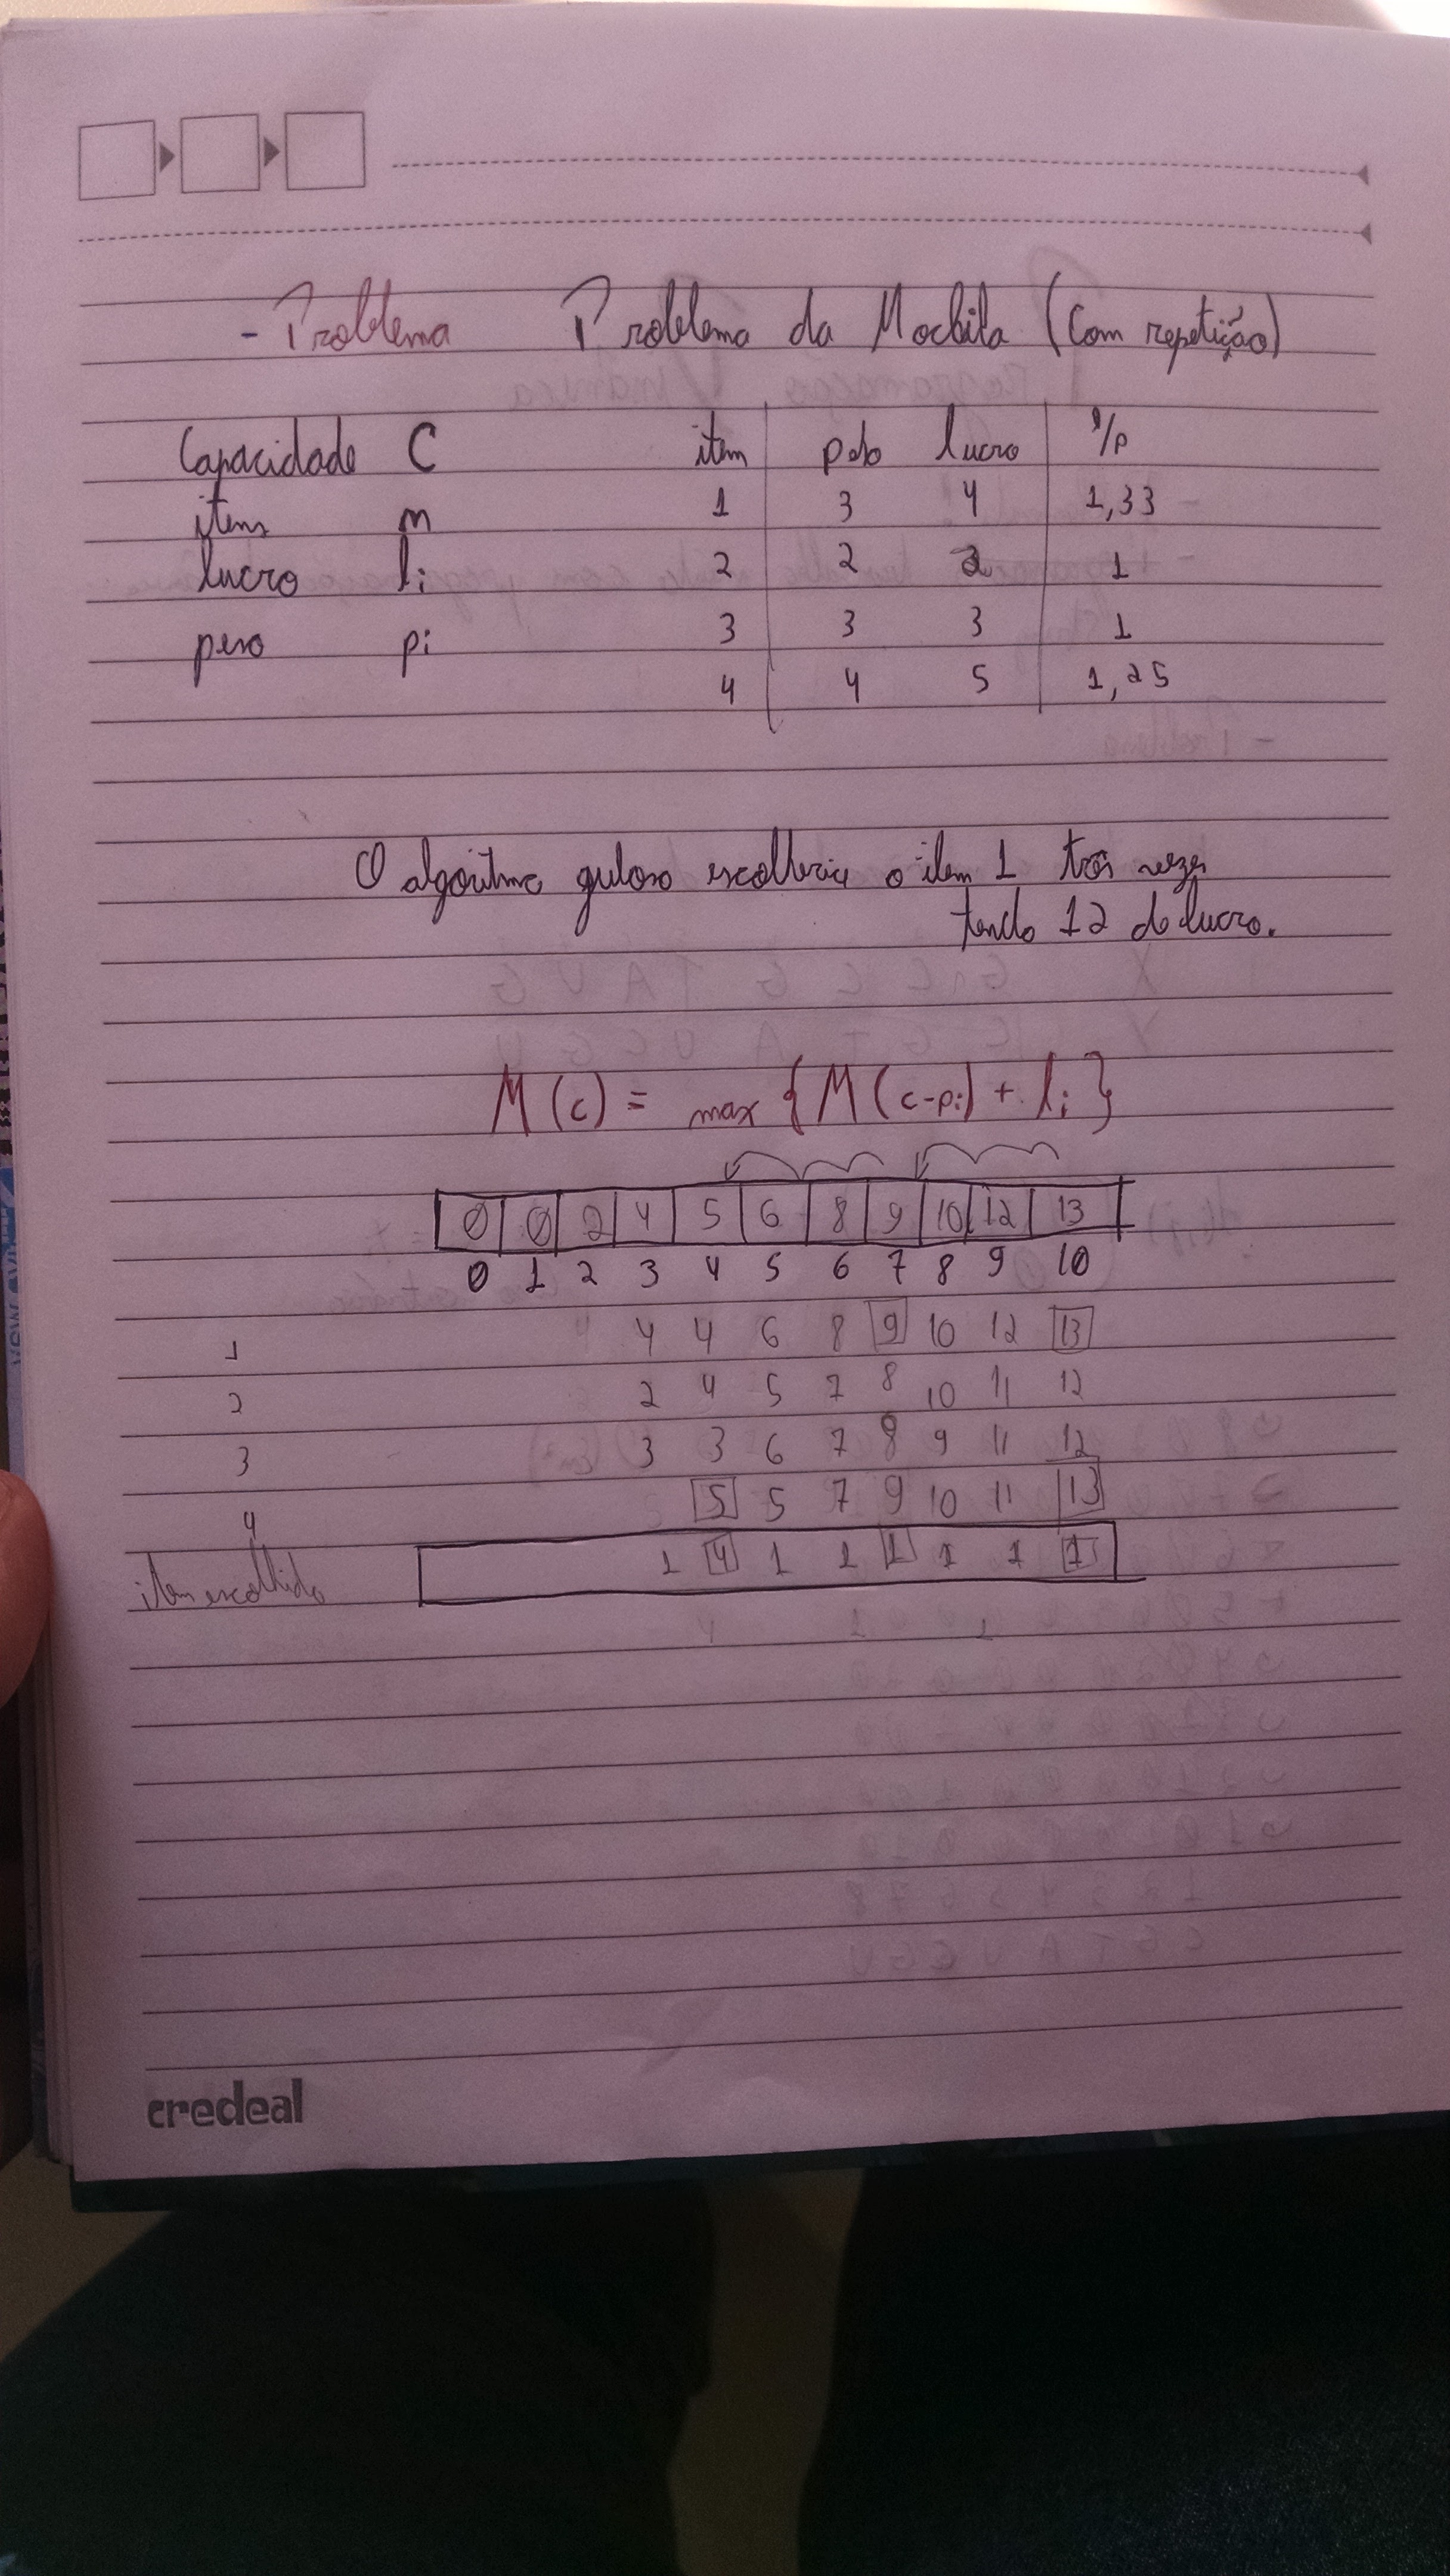 - Problema Problema da Mochila (Com repetição)
Capacidade C item peso lucro l/p
itens n 1 3 4 1,33
lucro li 2 2 2 1
peso pi 3 3 3 1
4 4 5 1,25
O algoritmo guloso escolheria o item 1 três vezes
tendo 12 de lucro.
M(c) = max {M(c-pi) + li}
0 0 2 4 5 6 8 9 10 12 13
0 1 2 3 4 5 6 7 8 9 10
1 4 4 6 8 9 10 12 13
2 2 4 5 7 8 10 11 12
3 3 3 6 7 8 9 11 12
4 5 5 7 9 10 11 13
item escolhido 1 4 1 1 1 1 1 1
credeal